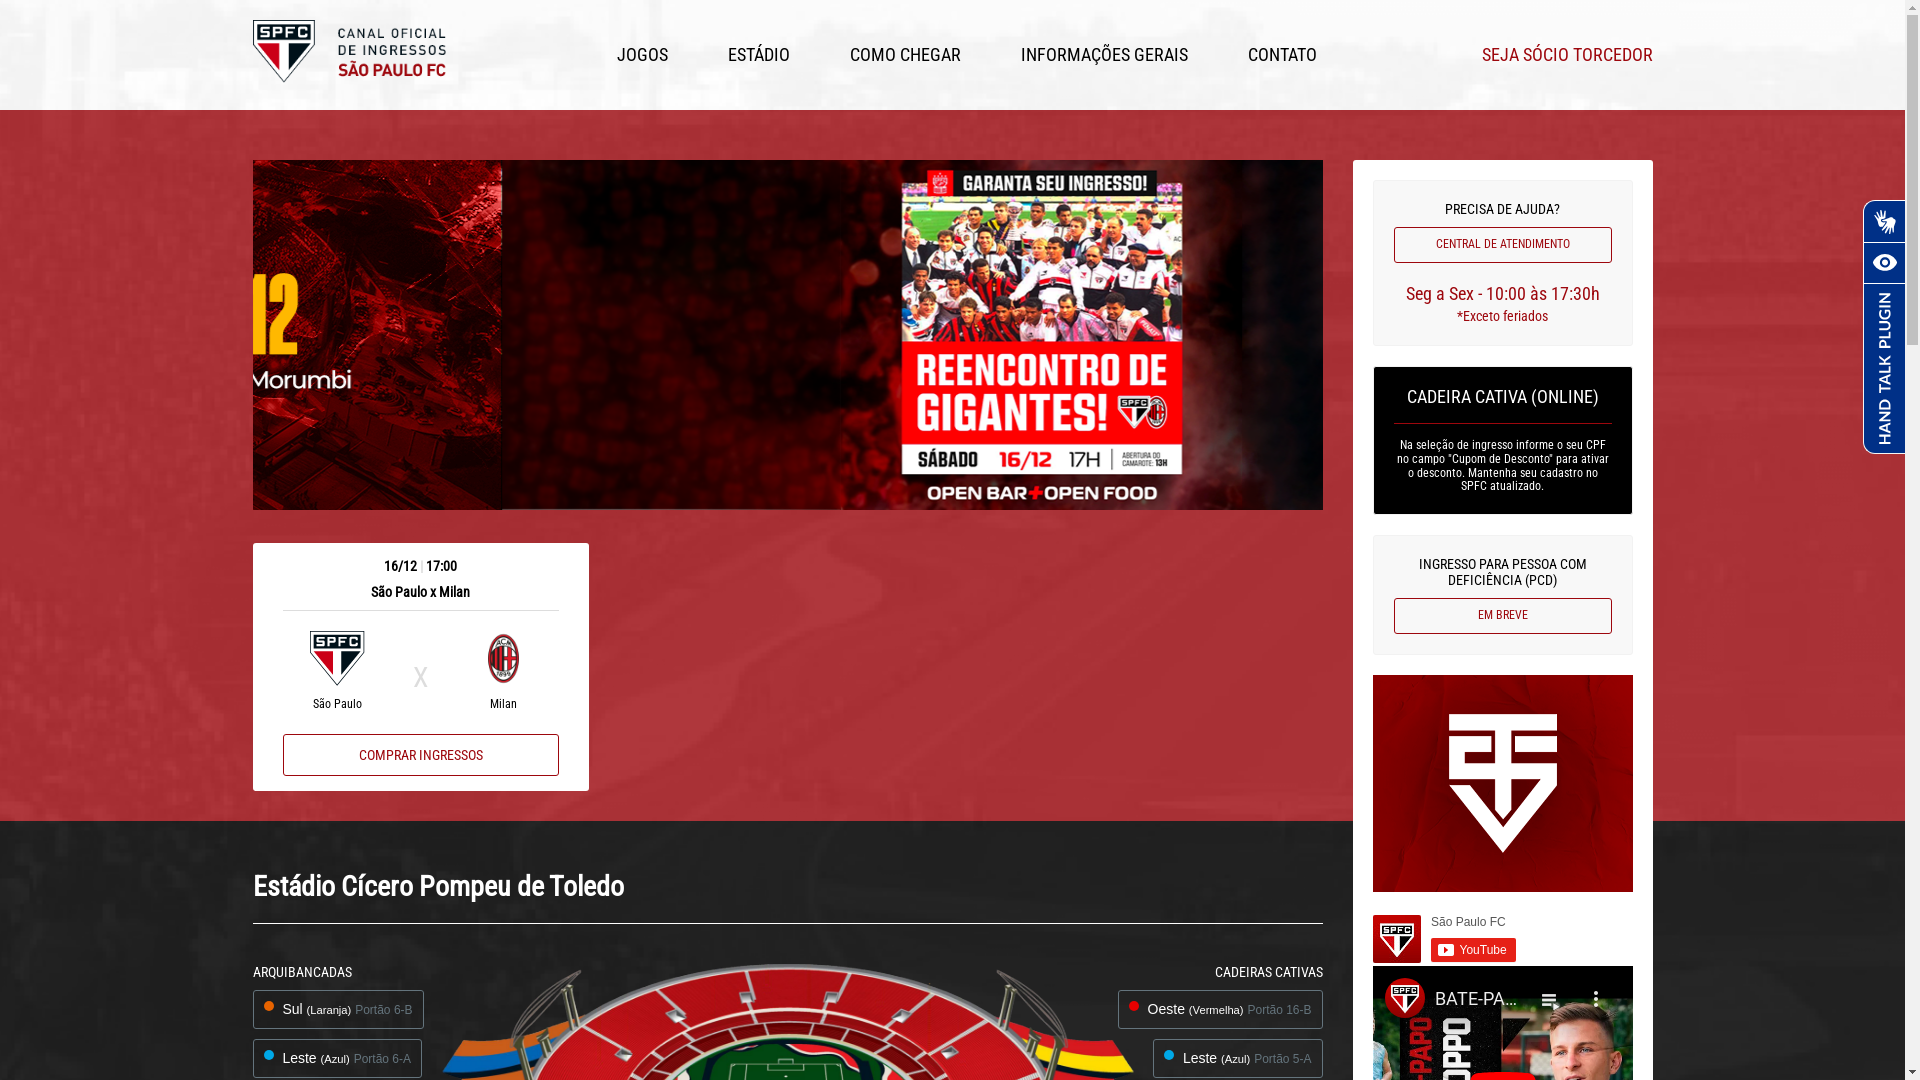 SPFC
CANAL OFICIAL
DE INGRESSOS
SÃO PAULO FC
JOGOS
ESTÁDIO
COMO CHEGAR
INFORMAÇÕES GERAIS
CONTATO
SEJA SÓCIO TORCEDOR
12
Morumbi
GARANTA SEU INGRESSO!
REENCONTRO DE
GIGANTES!
SÁBADO 16/12 17H ABERTURA DO
CAMAROTE: 13H
OPEN BAR+OPEN FOOD
16/12 | 17:00
São Paulo x Milan
SPFC
X
São Paulo
Milan
COMPRAR INGRESSOS
PRECISA DE AJUDA?
CENTRAL DE ATENDIMENTO
Seg a Sex - 10:00 às 17:30h
*Exceto feriados
CADEIRA CATIVA (ONLINE)
Na seleção de ingresso informe o seu CPF
no campo "Cupom de Desconto" para ativar
o desconto. Mantenha seu cadastro no
SPFC atualizado.
INGRESSO PARA PESSOA COM
DEFICIÊNCIA (PCD)
EM BREVE
HAND TALK PLUGIN
Estádio Cícero Pompeu de Toledo
ARQUIBANCADAS
Sul (Laranja) Portão 6-B
Leste (Azul) Portão 6-A
CADEIRAS CATIVAS
Oeste (Vermelha) Portão 16-B
Leste (Azul) Portão 5-A
SPFC
São Paulo FC
YouTube
SPFC
BATE-PA...